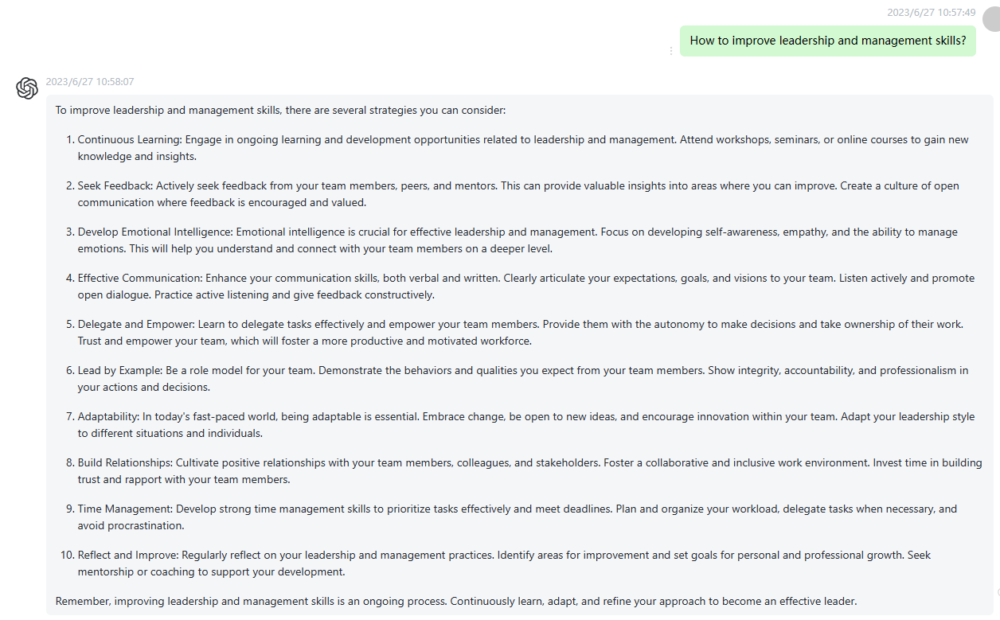 2023/6/27 10:57:49
How to improve leadership and management skills?
2023/6/27 10:58:07
To improve leadership and management skills, there are several strategies you can consider:
1. Continuous Learning: Engage in ongoing learning and development opportunities related to leadership and management. Attend workshops, seminars, or online courses to gain new
knowledge and insights.
2. Seek Feedback: Actively seek feedback from your team members, peers, and mentors. This can provide valuable insights into areas where you can improve. Create a culture of open
communication where feedback is encouraged and valued.
3. Develop Emotional Intelligence: Emotional intelligence is crucial for effective leadership and management. Focus on developing self-awareness, empathy, and the ability to manage
emotions. This will help you understand and connect with your team members on a deeper level.
4. Effective Communication: Enhance your communication skills, both verbal and written. Clearly articulate your expectations, goals, and visions to your team. Listen actively and promote
open dialogue. Practice active listening and give feedback constructively.
5. Delegate and Empower: Learn to delegate tasks effectively and empower your team members. Provide them with the autonomy to make decisions and take ownership of their work.
Trust and empower your team, which will foster a more productive and motivated workforce.
6. Lead by Example: Be a role model for your team. Demonstrate the behaviors and qualities you expect from your team members. Show integrity, accountability, and professionalism in
your actions and decisions.
7. Adaptability: In today's fast-paced world, being adaptable is essential. Embrace change, be open to new ideas, and encourage innovation within your team. Adapt your leadership style
to different situations and individuals.
8. Build Relationships: Cultivate positive relationships with your team members, colleagues, and stakeholders. Foster a collaborative and inclusive work environment. Invest time in building
trust and rapport with your team members.
9. Time Management: Develop strong time management skills to prioritize tasks effectively and meet deadlines. Plan and organize your workload, delegate tasks when necessary, and
avoid procrastination.
10. Reflect and Improve: Regularly reflect on your leadership and management practices. Identify areas for improvement and set goals for personal and professional growth. Seek
mentorship or coaching to support your development.
Remember, improving leadership and management skills is an ongoing process. Continuously learn, adapt, and refine your approach to become an effective leader.